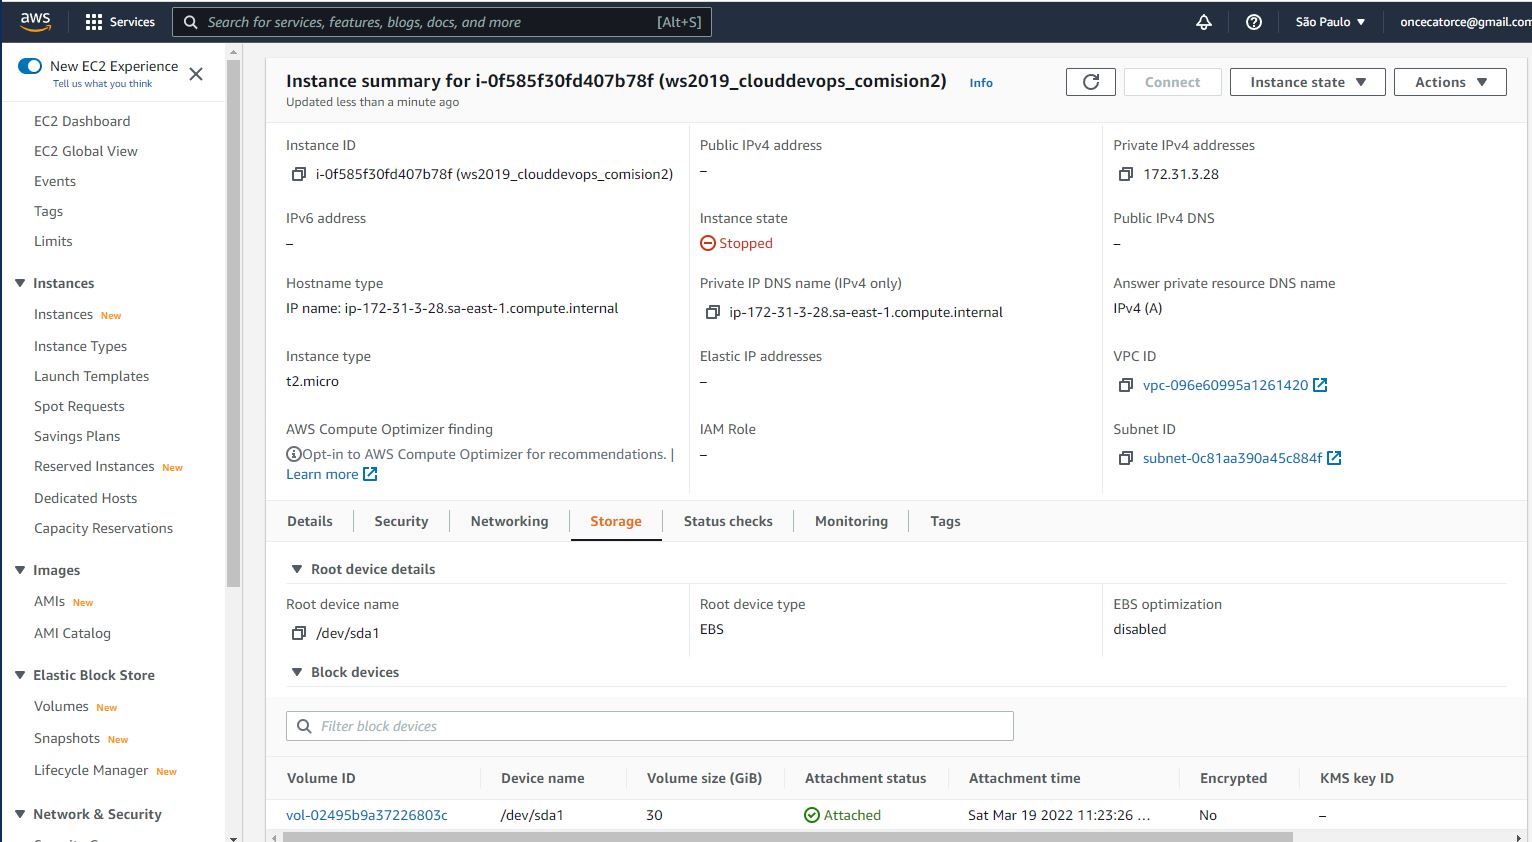 aws
Services
Search for services, features, blogs, docs, and more
[Alt+S]
São Paulo
oncecatorce@gmail.com
New EC2 Experience
Tell us what you think
EC2 Dashboard
EC2 Global View
Events
Tags
Limits
Instances
Instances New
Instance Types
Launch Templates
Spot Requests
Savings Plans
Reserved Instances New
Dedicated Hosts
Capacity Reservations
Images
AMIs New
AMI Catalog
Elastic Block Store
Volumes New
Snapshots New
Lifecycle Manager New
Network & Security
Instance summary for i-0f585f30fd407b78f (ws2019_clouddevops_comision2) Info
Updated less than a minute ago
Connect
Instance state
Actions
Instance ID
i-0f585f30fd407b78f (ws2019_clouddevops_comision2)
Public IPv4 address
–
Private IPv4 addresses
172.31.3.28
IPv6 address
–
Instance state
Stopped
Public IPv4 DNS
–
Hostname type
IP name: ip-172-31-3-28.sa-east-1.compute.internal
Private IP DNS name (IPv4 only)
ip-172-31-3-28.sa-east-1.compute.internal
Answer private resource DNS name
IPv4 (A)
Instance type
t2.micro
Elastic IP addresses
–
VPC ID
vpc-096e60995a1261420
AWS Compute Optimizer finding
Opt-in to AWS Compute Optimizer for recommendations. |
Learn more
IAM Role
–
Subnet ID
subnet-0c81aa390a45c884f
Details
Security
Networking
Storage
Status checks
Monitoring
Tags
Root device details
Root device name
/dev/sda1
Root device type
EBS
EBS optimization
disabled
Block devices
Filter block devices
Volume ID Device name Volume size (GiB) Attachment status Attachment time Encrypted KMS key ID
vol-02495b9a37226803c /dev/sda1 30 Attached Sat Mar 19 2022 11:23:26 ... No –